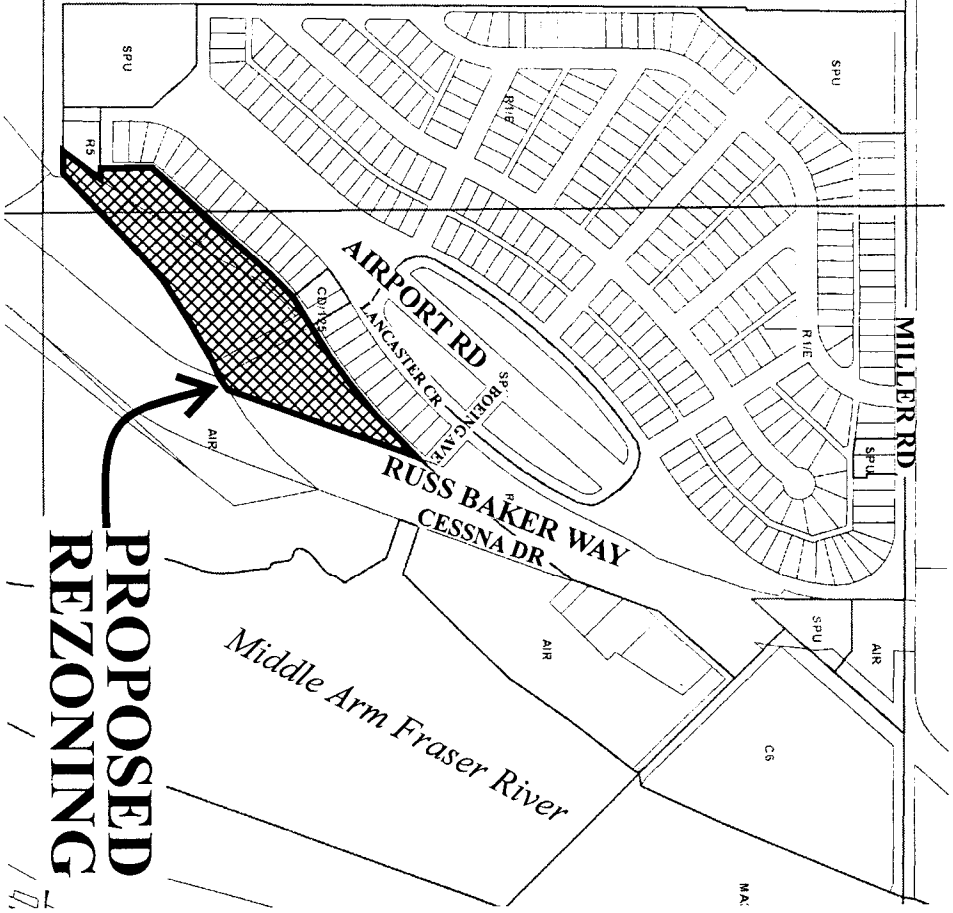 SPU
SPU
R1/E
R5
AIRPORT RD
LANCASTER CR
CD/125
BOEING AVE
R1/E
MILLER RD
SPU
RUSS BAKER WAY
CESSNA DR
AIR
PROPOSED
REZONING
SPU
AIR
AIR
C6
Middle Arm Fraser River